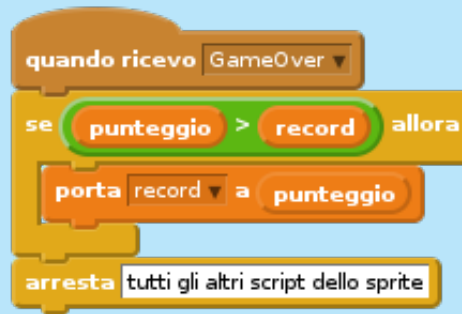 quando ricevo GameOver
se punteggio > record allora
porta record a punteggio
arresta tutti gli altri script dello sprite